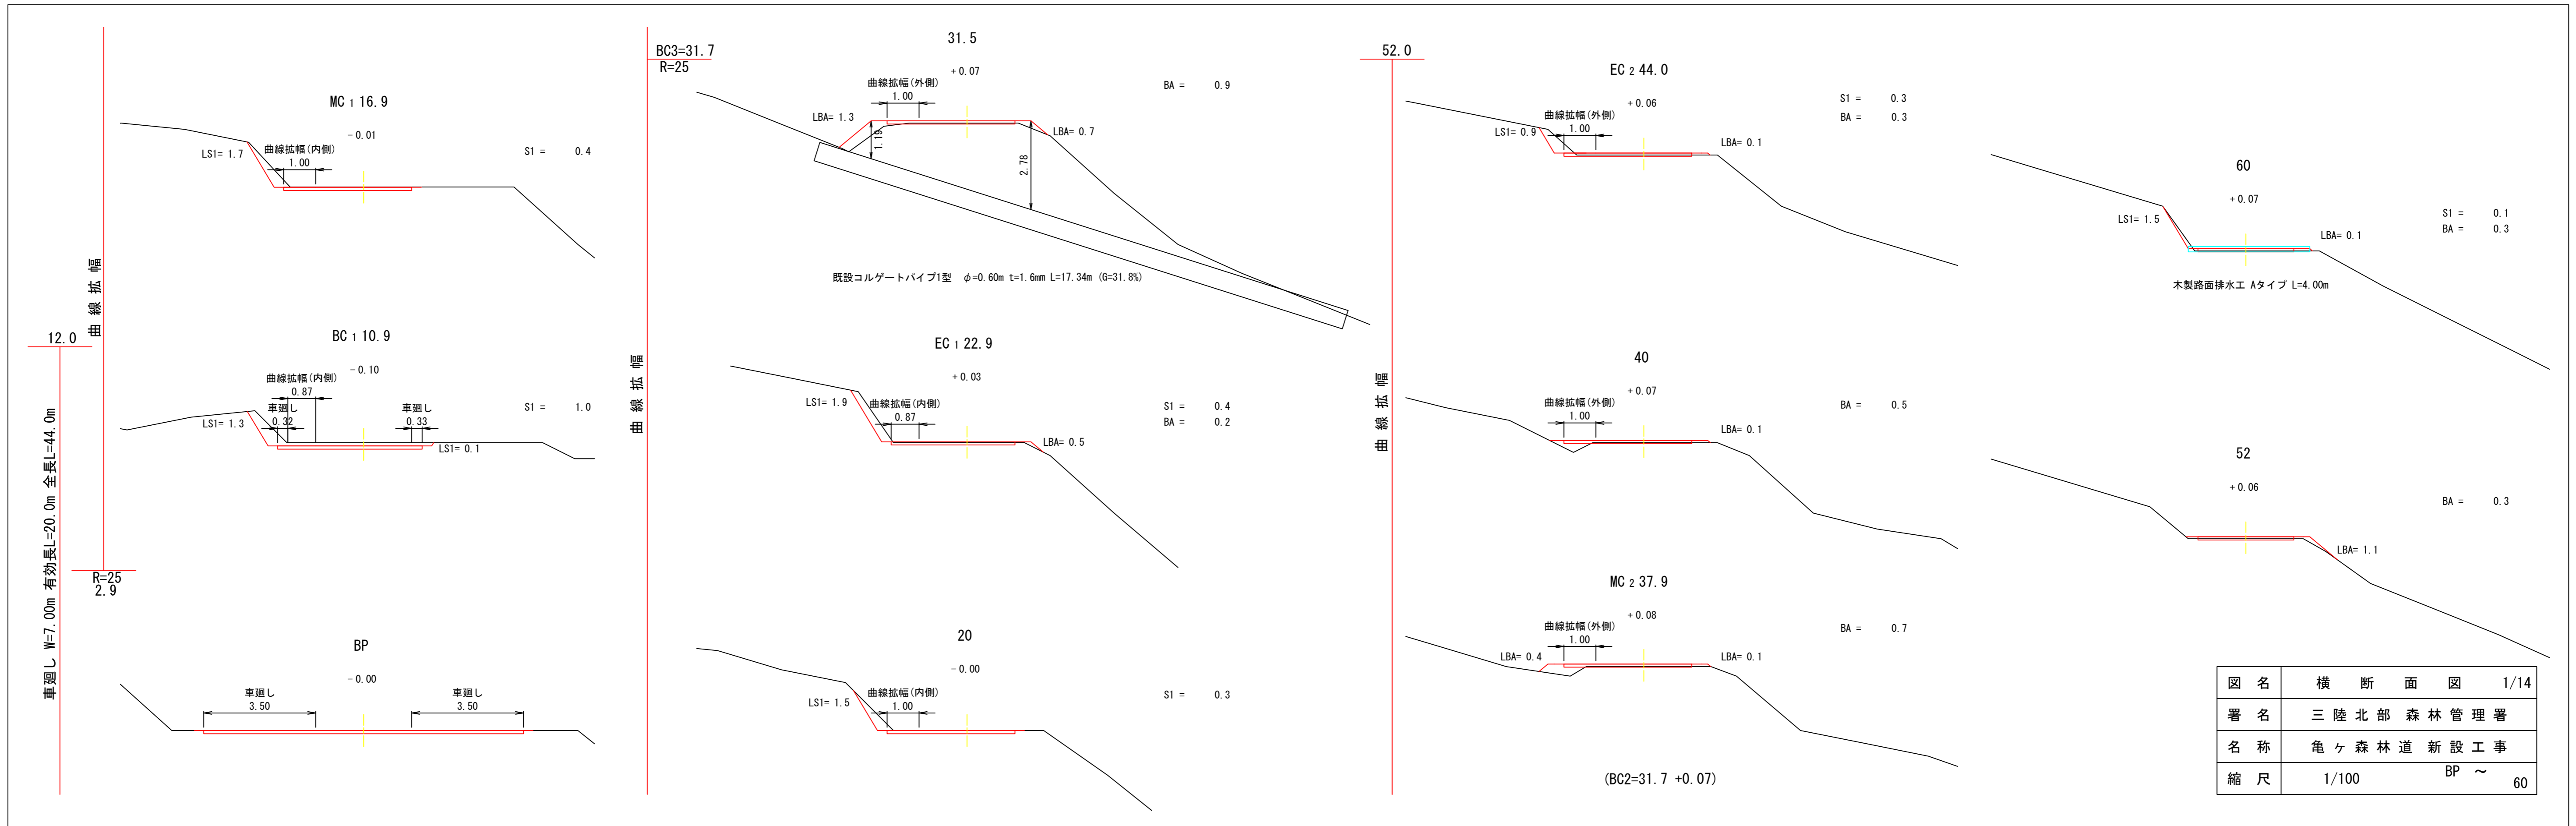 12.0
曲線拡幅
車廻し W=7.00m 有効長L=20.0m 全長L=44.0m
R=25
2.9
MC 1 16.9
-0.01
LS1= 1.7
曲線拡幅(内側)
1.00
S1 = 0.4
BC 1 10.9
-0.10
曲線拡幅(内側)
0.87
車廻し
0.32
車廻し
0.33
LS1= 1.3
LS1= 0.1
S1 = 1.0
BP
-0.00
車廻し
3.50
車廻し
3.50
BC3=31.7
R=25
曲線拡幅
31.5
+0.07
曲線拡幅(外側)
1.00
BA = 0.9
LBA= 1.3
LBA= 0.7
1.19
2.78
既設コルゲートパイプ1型 φ=0.60m t=1.6mm L=17.34m (G=31.8%)
EC 1 22.9
+0.03
LS1= 1.9
曲線拡幅(内側)
0.87
LBA= 0.5
S1 = 0.4
BA = 0.2
20
-0.00
LS1= 1.5
曲線拡幅(内側)
1.00
S1 = 0.3
52.0
曲線拡幅
EC 2 44.0
+0.06
曲線拡幅(外側)
1.00
LS1= 0.9
LBA= 0.1
S1 = 0.3
BA = 0.3
40
+0.07
曲線拡幅(外側)
1.00
LBA= 0.1
BA = 0.5
MC 2 37.9
+0.08
曲線拡幅(外側)
1.00
LBA= 0.4
LBA= 0.1
BA = 0.7
(BC2=31.7 +0.07)
60
+0.07
LS1= 1.5
LBA= 0.1
S1 = 0.1
BA = 0.3
木製路面排水工 Aタイプ L=4.00m
52
+0.06
LBA= 1.1
BA = 0.3
図名 横断面図 1/14
署名 三陸北部 森林管理署
名称 亀ヶ森林道 新設工事
縮尺 1/100 BP ～ 60